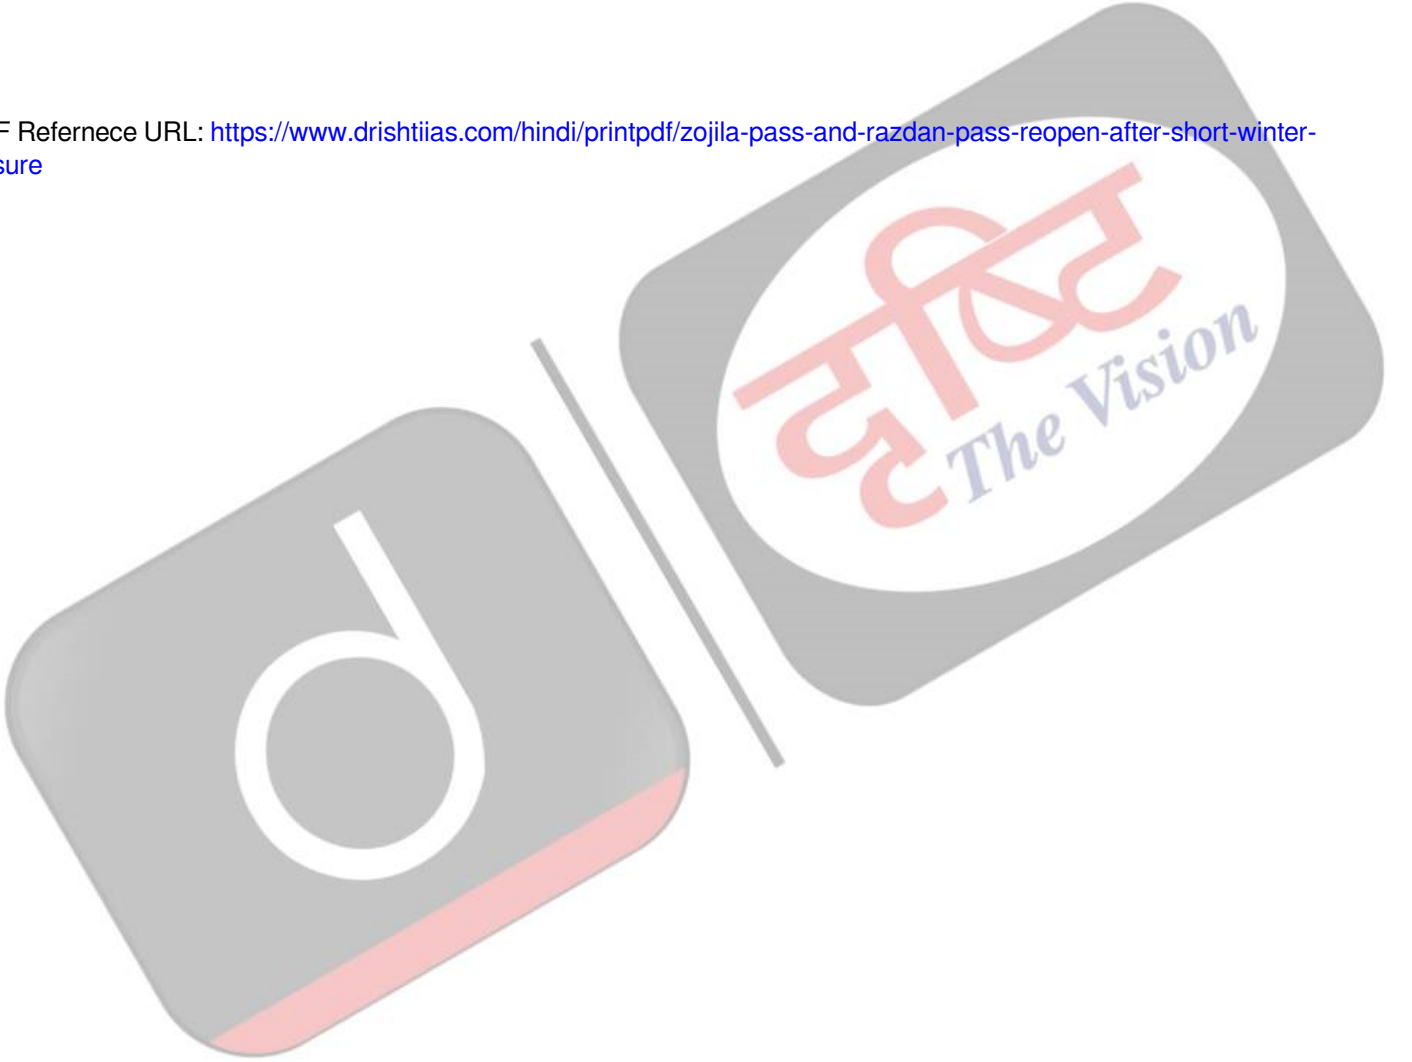 F Refernece URL: https://www.drishtiias.com/hindi/printpdf/zojila-pass-and-razdan-pass-reopen-after-short-winter-
sure
दृष्टि
The Vision
d